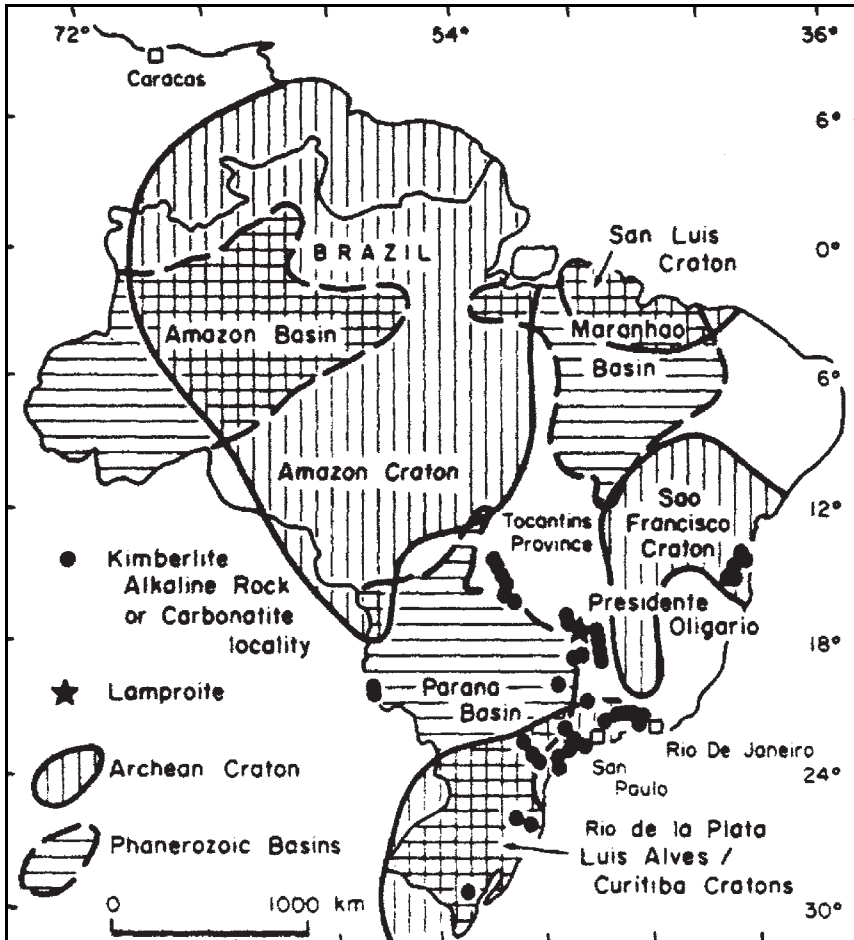 72° 54° 36°
Caracas
6°
San Luis
Craton
BRAZIL
0°
Amazon Basin
Maranhao
Basin
6°
Amazon Craton
Sao
Francisco
Craton
12°
Tocantins
Province
Kimberlite
Alkaline Rock
or Carbonatite
locality
Presidente
Oligario
18°
Lamproite
Parana
Basin
Rio De Janeiro
San
Paulo
24°
Archean Craton
Phanerozoic Basins
Rio de la Plata
Luis Alves /
Curitiba Cratons
0 1000 km
30°